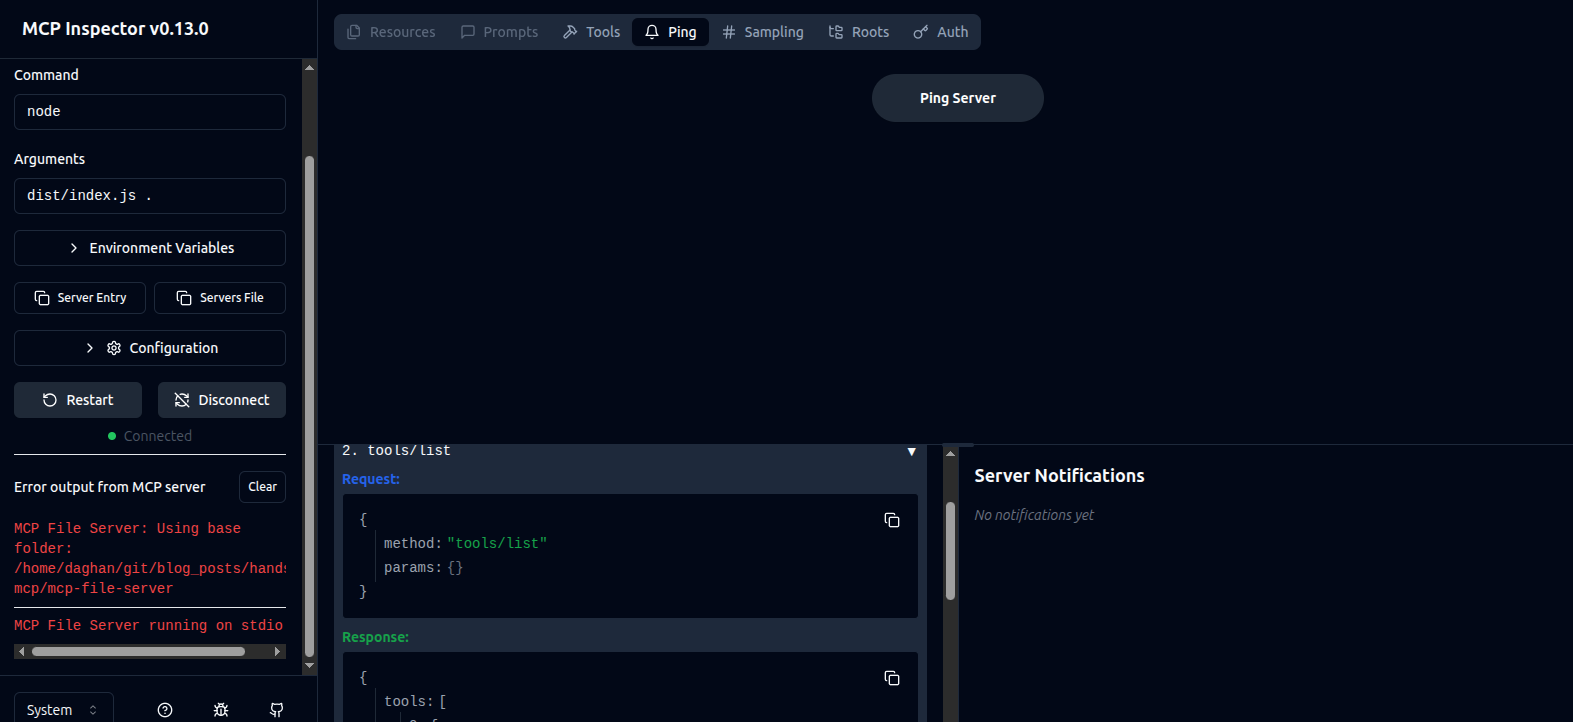 MCP Inspector v0.13.0
Command
node
Arguments
dist/index.js .
Environment Variables
Server Entry
Servers File
Configuration
Restart
Disconnect
Connected
Error output from MCP server
Clear
MCP File Server: Using base
folder:
/home/daghan/git/blog_posts/hands
mcp/mcp-file-server
MCP File Server running on stdio
System
Resources
Prompts
Tools
Ping
Sampling
Roots
Auth
Ping Server
2. tools/list
Request:
{
method: "tools/list"
params: {}
}
Response:
{
tools: [
Server Notifications
No notifications yet